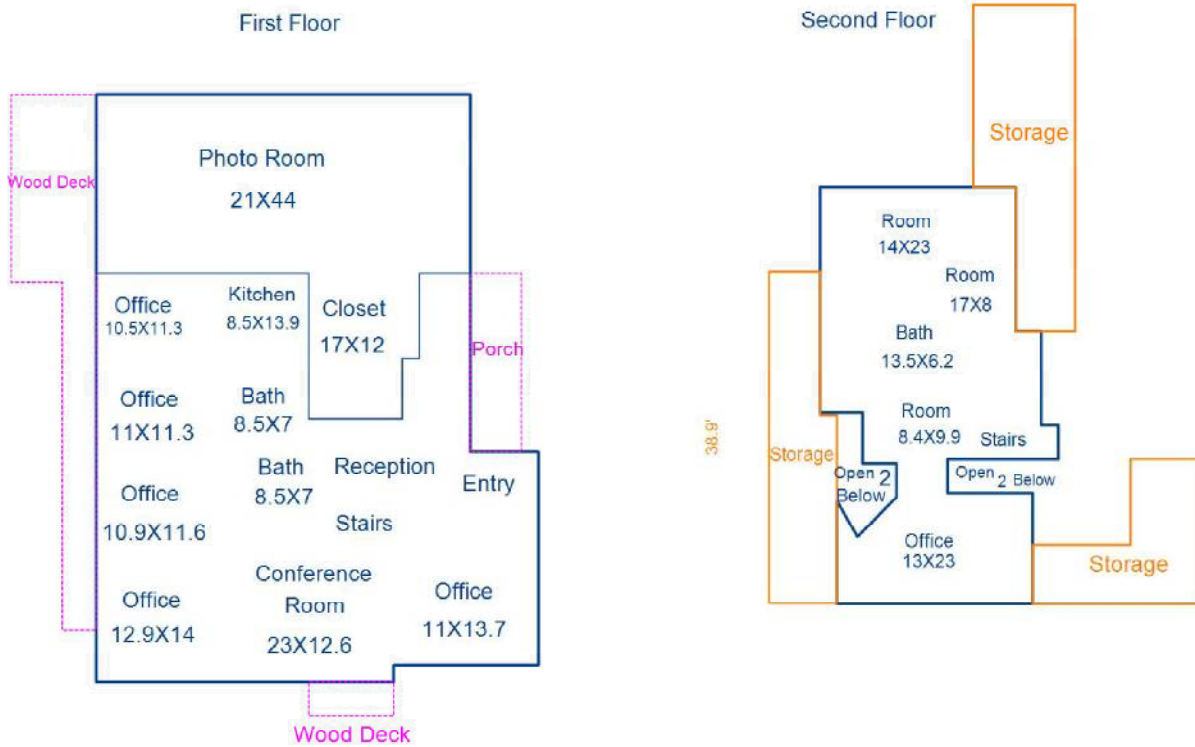 First Floor
Photo Room
21X44
Wood Deck
Office
10.5X11.3
Kitchen
8.5X13.9
Closet
17X12
Porch
Office
11X11.3
Bath
8.5X7
Bath
8.5X7
Reception
Entry
Office
10.9X11.6
Stairs
Conference
Room
23X12.6
Office
12.9X14
Office
11X13.7
Wood Deck
Second Floor
Storage
Room
14X23
Room
17X8
Bath
13.5X6.2
Room
8.4X9.9
Stairs
38.9'
Storage
Open 2
Below
Open 2 Below
Office
13X23
Storage